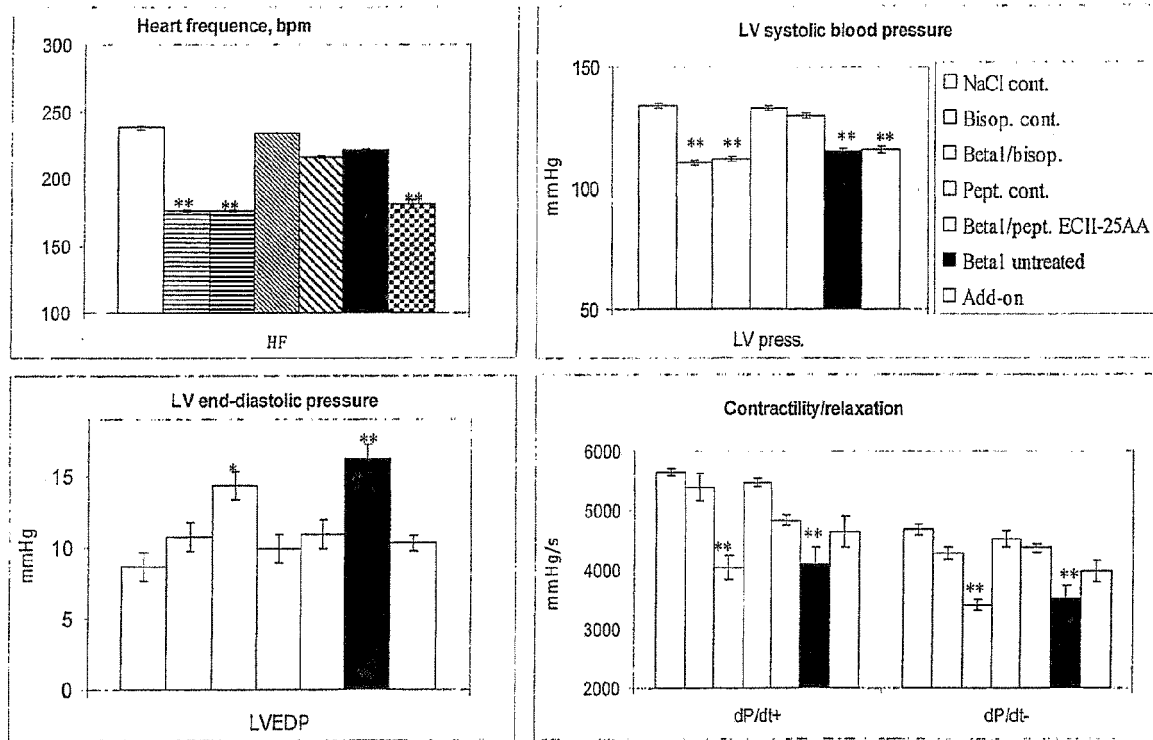 Heart frequence, bpm
300
250
200
150
100
** ** **
HF
LV systolic blood pressure
mmHg
150
100
50
** ** ** **
LV press.
NaCl cont.
Bisop. cont.
Beta1/bisop.
Pept. cont.
Beta1/pept. ECII-25AA
Beta1 untreated
Add-on
LV end-diastolic pressure
mmHg
15
10
5
0
* **
LVEDP
Contractility/relaxation
mmHg/s
6000
5000
4000
3000
2000
** ** ** **
dP/dt+ dP/dt-